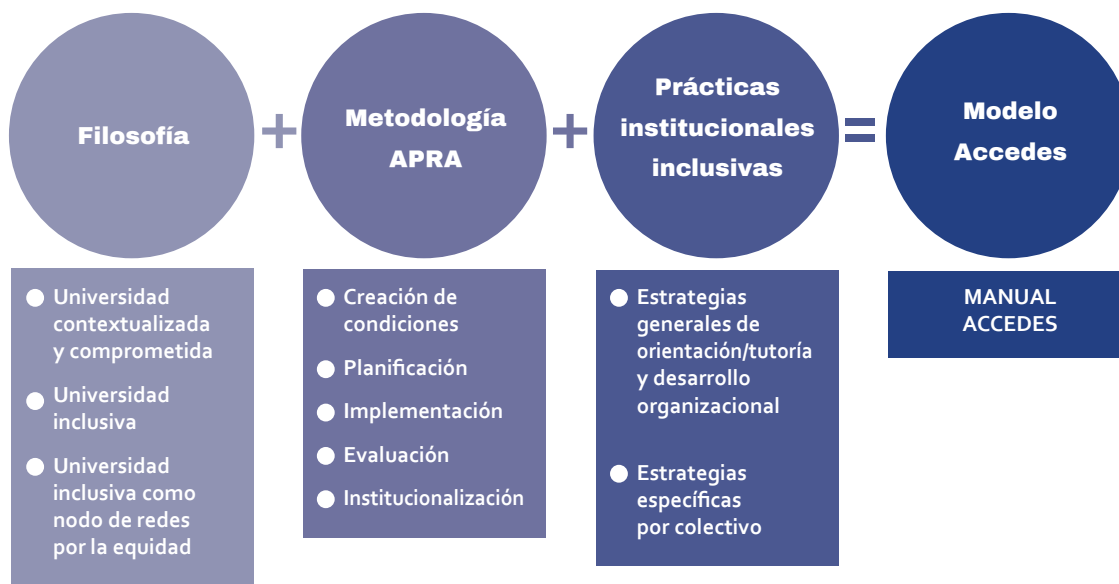 Filosofía
+
Metodología
APRA
+
Prácticas
institucionales
inclusivas
=
Modelo
Accedes
Universidad
contextualizada
y comprometida
Universidad
inclusiva
Universidad
inclusiva como
nodo de redes
por la equidad
Creación de
condiciones
Planificación
Implementación
Evaluación
Institucionalización
Estrategias
generales de
orientación/tutoría
y desarrollo
organizacional
Estrategias
específicas
por colectivo
MANUAL
ACCEDES